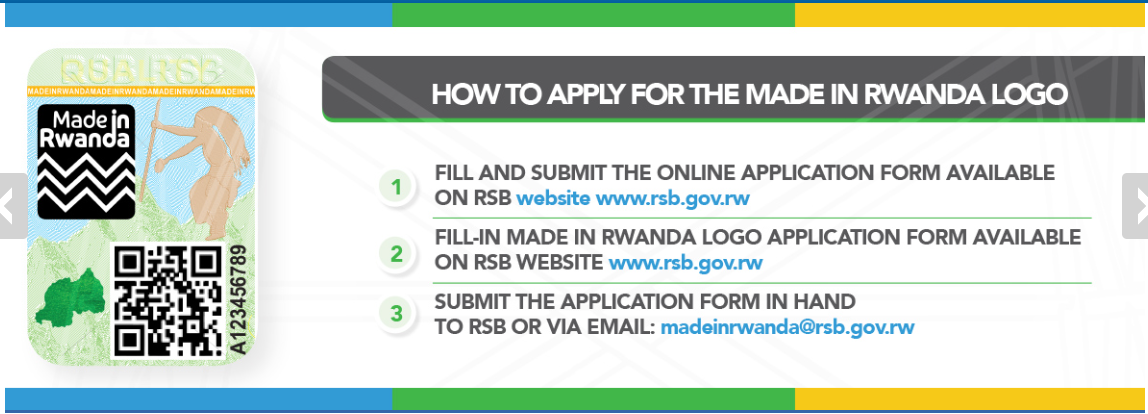 RSB RSB
MADEINRWANDAMADEINRWANDAMADEINRWANDAMADEINRW
Made in
Rwanda
A123456789
HOW TO APPLY FOR THE MADE IN RWANDA LOGO
1
FILL AND SUBMIT THE ONLINE APPLICATION FORM AVAILABLE
ON RSB website www.rsb.gov.rw
2
FILL-IN MADE IN RWANDA LOGO APPLICATION FORM AVAILABLE
ON RSB WEBSITE www.rsb.gov.rw
3
SUBMIT THE APPLICATION FORM IN HAND
TO RSB OR VIA EMAIL: madeinrwanda@rsb.gov.rw